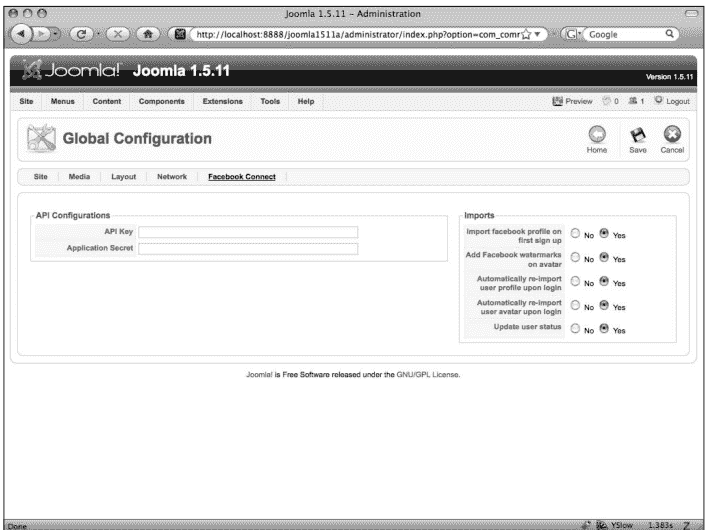 Joomla 1.5.11 - Administration
http://localhost:8888/joomla1511a/administrator/index.php?option=com_comr
Google
Joomla! Joomla 1.5.11
Version 1.5.11
Site Menus Content Components Extensions Tools Help Preview 0 1 Logout
Global Configuration
Home Save Cancel
Site Media Layout Network Facebook Connect
API Configurations
API Key
Application Secret
Imports
Import facebook profile on first sign up No Yes
Add Facebook watermarks on avatar No Yes
Automatically re-import user profile upon login No Yes
Automatically re-import user avatar upon login No Yes
Update user status No Yes
Joomla! is Free Software released under the GNU/GPL License.
Done YSlow 1.383s